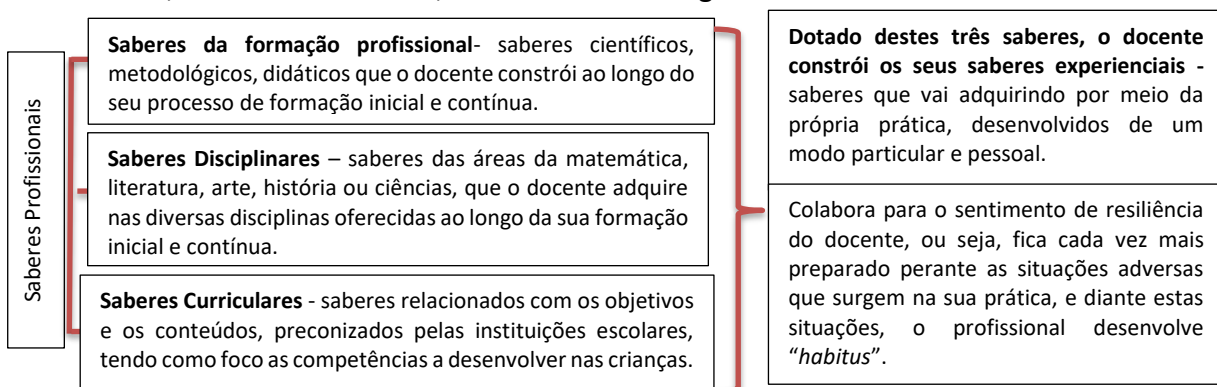 Saberes Profissionais
Saberes da formação profissional- saberes científicos,
metodológicos, didáticos que o docente constrói ao longo do
seu processo de formação inicial e contínua.
Saberes Disciplinares – saberes das áreas da matemática,
literatura, arte, história ou ciências, que o docente adquire
nas diversas disciplinas oferecidas ao longo da sua formação
inicial e contínua.
Saberes Curriculares - saberes relacionados com os objetivos
e os conteúdos, preconizados pelas instituições escolares,
tendo como foco as competências a desenvolver nas crianças.
Dotado destes três saberes, o docente
constrói os seus saberes experienciais -
saberes que vai adquirindo por meio da
própria prática, desenvolvidos de um
modo particular e pessoal.
Colabora para o sentimento de resiliência
do docente, ou seja, fica cada vez mais
preparado perante as situações adversas
que surgem na sua prática, e diante estas
situações, o profissional desenvolve
“habitus”.